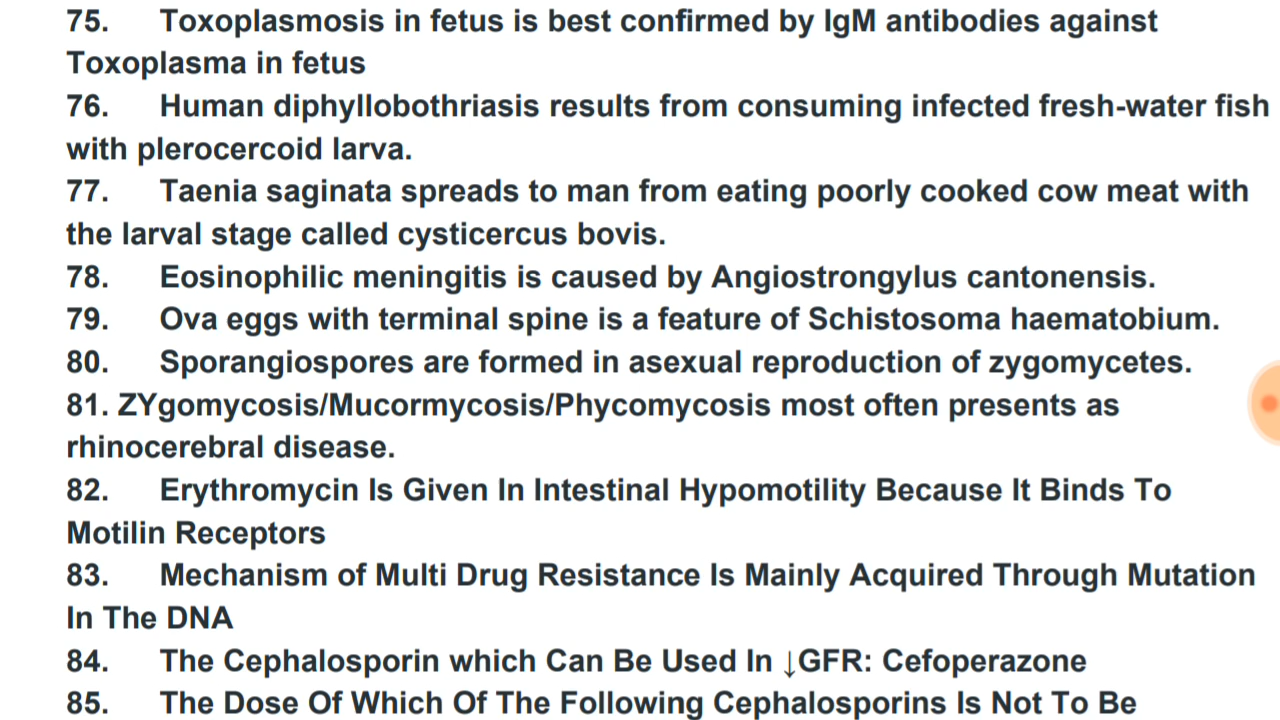 75. Toxoplasmosis in fetus is best confirmed by IgM antibodies against
Toxoplasma in fetus
76. Human diphyllobothriasis results from consuming infected fresh-water fish
with plerocercoid larva.
77. Taenia saginata spreads to man from eating poorly cooked cow meat with
the larval stage called cysticercus bovis.
78. Eosinophilic meningitis is caused by Angiostrongylus cantonensis.
79. Ova eggs with terminal spine is a feature of Schistosoma haematobium.
80. Sporangiospores are formed in asexual reproduction of zygomycetes.
81. ZYgomycosis/Mucormycosis/Phycomycosis most often presents as
rhinocerebral disease.
82. Erythromycin Is Given In Intestinal Hypomotility Because It Binds To
Motilin Receptors
83. Mechanism of Multi Drug Resistance Is Mainly Acquired Through Mutation
In The DNA
84. The Cephalosporin which Can Be Used In ↓GFR: Cefoperazone
85. The Dose Of Which Of The Following Cephalosporins Is Not To Be